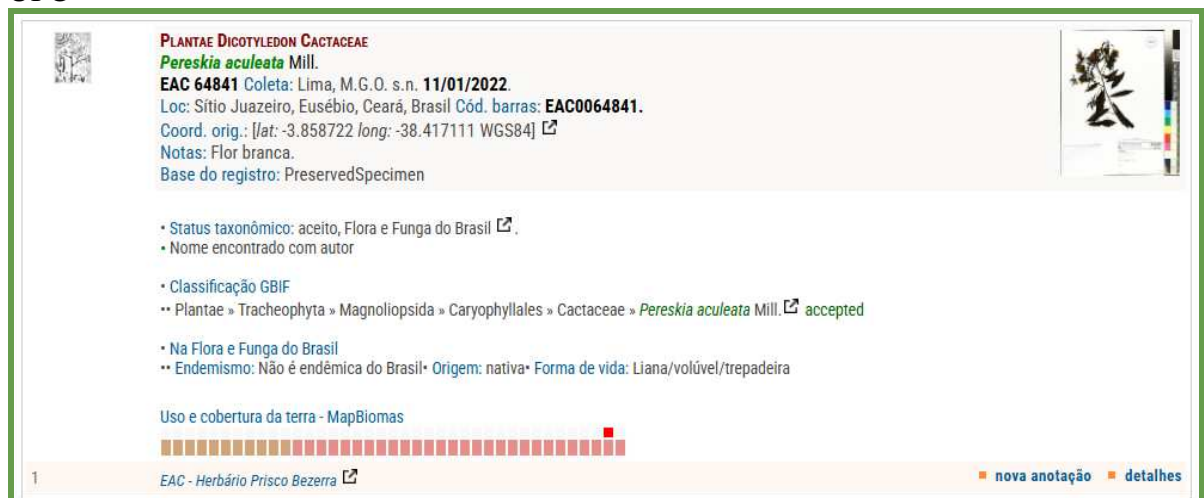 PLANTAE DICOTYLEDON CACTACEAE
Pereskia aculeata Mill.
EAC 64841 Coleta: Lima, M.G.O. s.n. 11/01/2022.
Loc: Sítio Juazeiro, Eusébio, Ceará, Brasil Cód. barras: EAC0064841.
Coord. orig.: [lat: -3.858722 long: -38.417111 WGS84]
Notas: Flor branca.
Base do registro: PreservedSpecimen
• Status taxonômico: aceito, Flora e Funga do Brasil .
• Nome encontrado com autor
• Classificação GBIF
•• Plantae » Tracheophyta » Magnoliopsida » Caryophyllales » Cactaceae » Pereskia aculeata Mill. accepted
• Na Flora e Funga do Brasil
•• Endemismo: Não é endêmica do Brasil• Origem: nativa• Forma de vida: Liana/volúvel/trepadeira
Uso e cobertura da terra - MapBiomas
1 EAC - Herbário Prisco Bezerra nova anotação detalhes